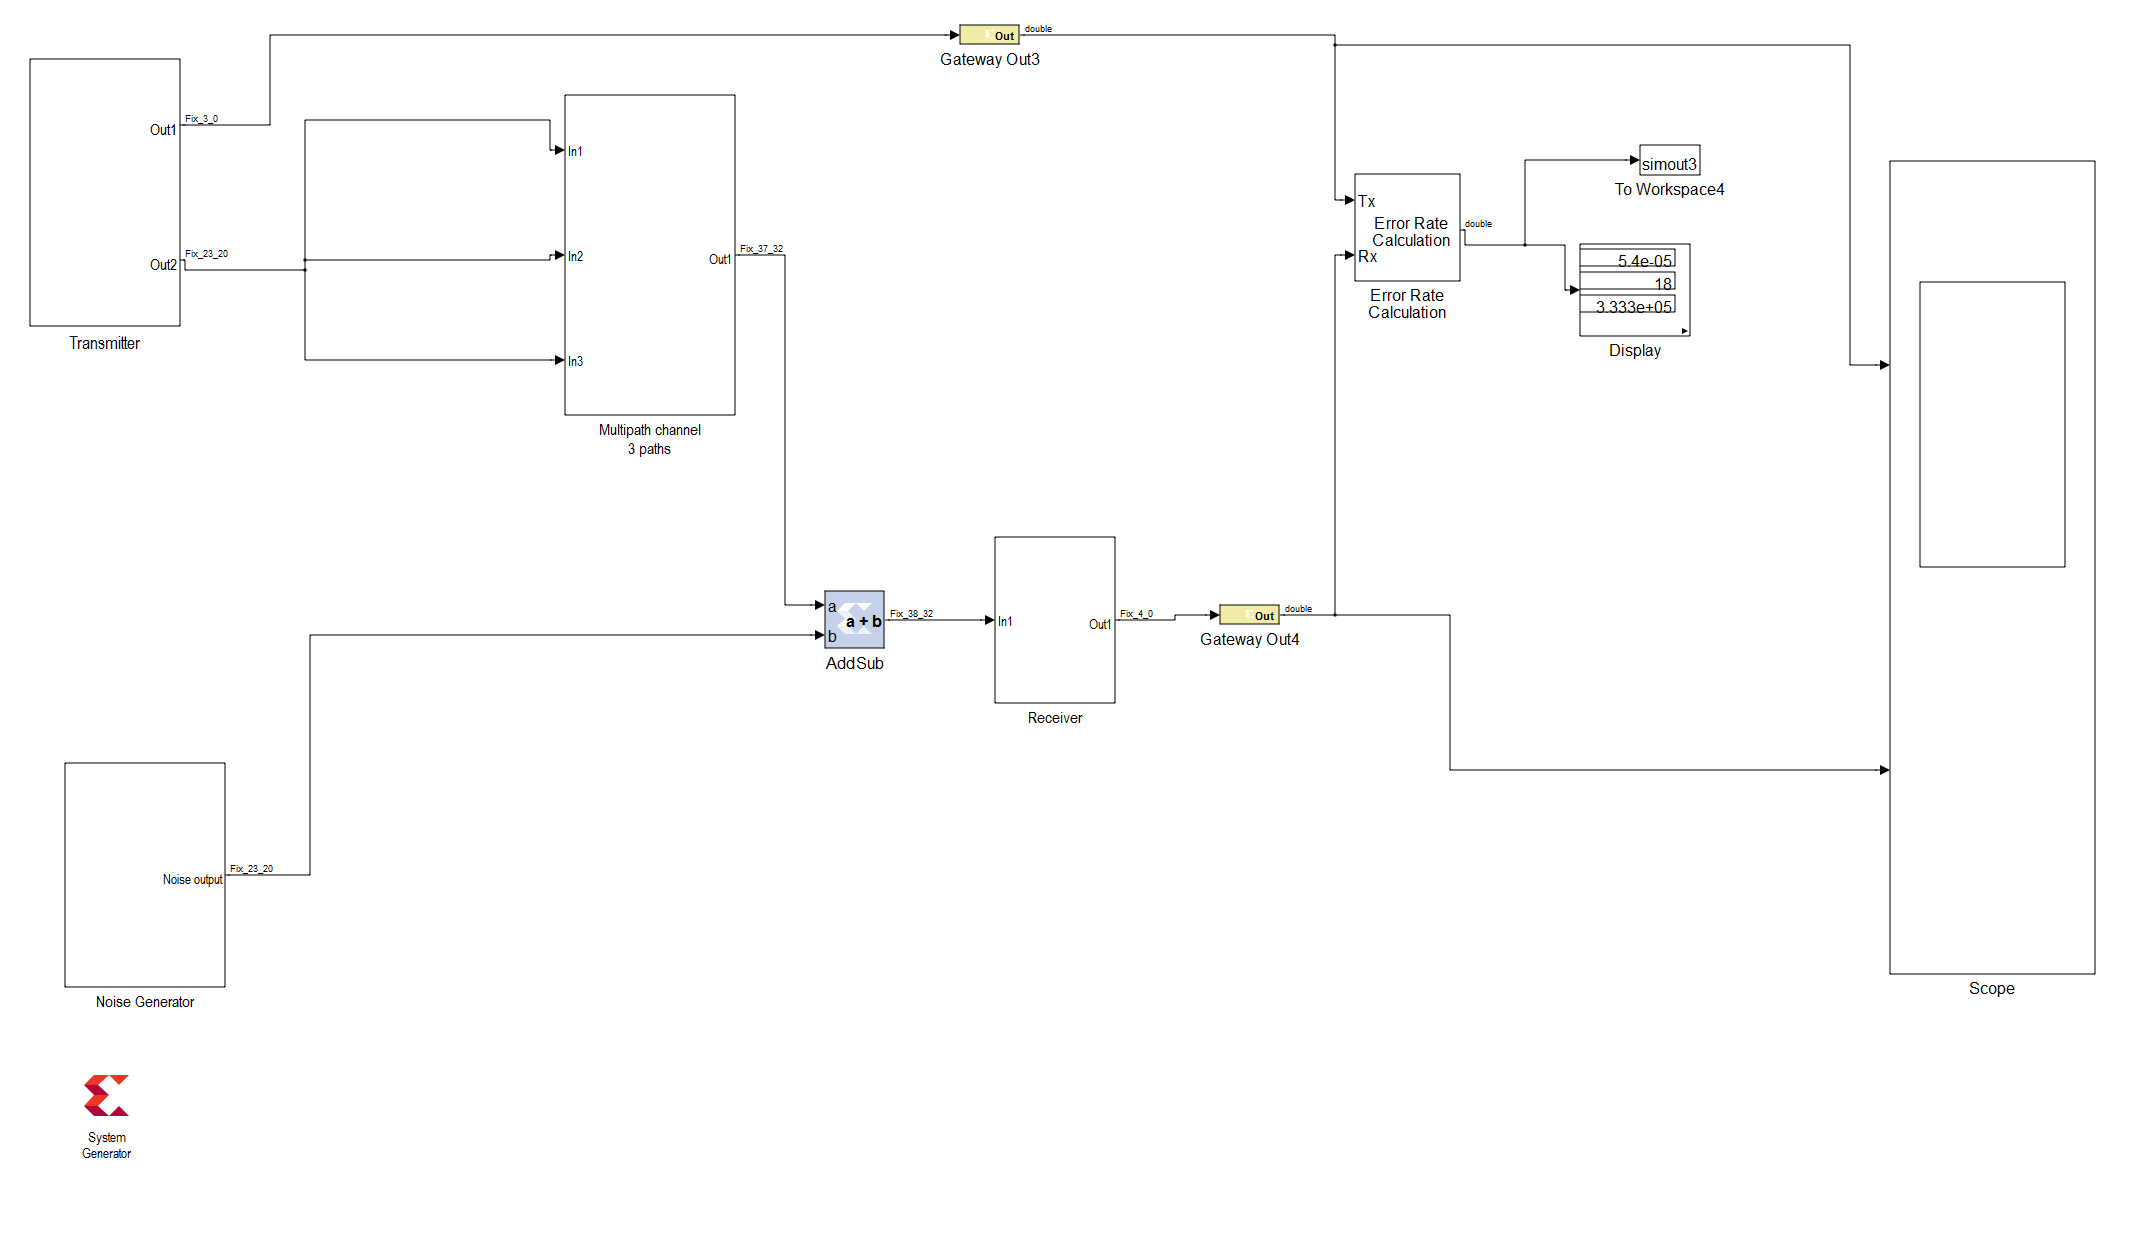 Out
double
Gateway Out3
Out1
Fix_3_0
Out2
Fix_23_20
Transmitter
In1
In2
In3
Out1
Fix_37_32
Multipath channel
3 paths
Tx
Rx
Error Rate
Calculation
double
Error Rate
Calculation
simout3
To Workspace4
5.4e-05
18
3.333e+05
Display
a
b
a + b
Fix_38_32
AddSub
In1
Out1
Fix_4_0
Receiver
Out
double
Gateway Out4
Noise output
Fix_23_20
Noise Generator
Scope
System
Generator